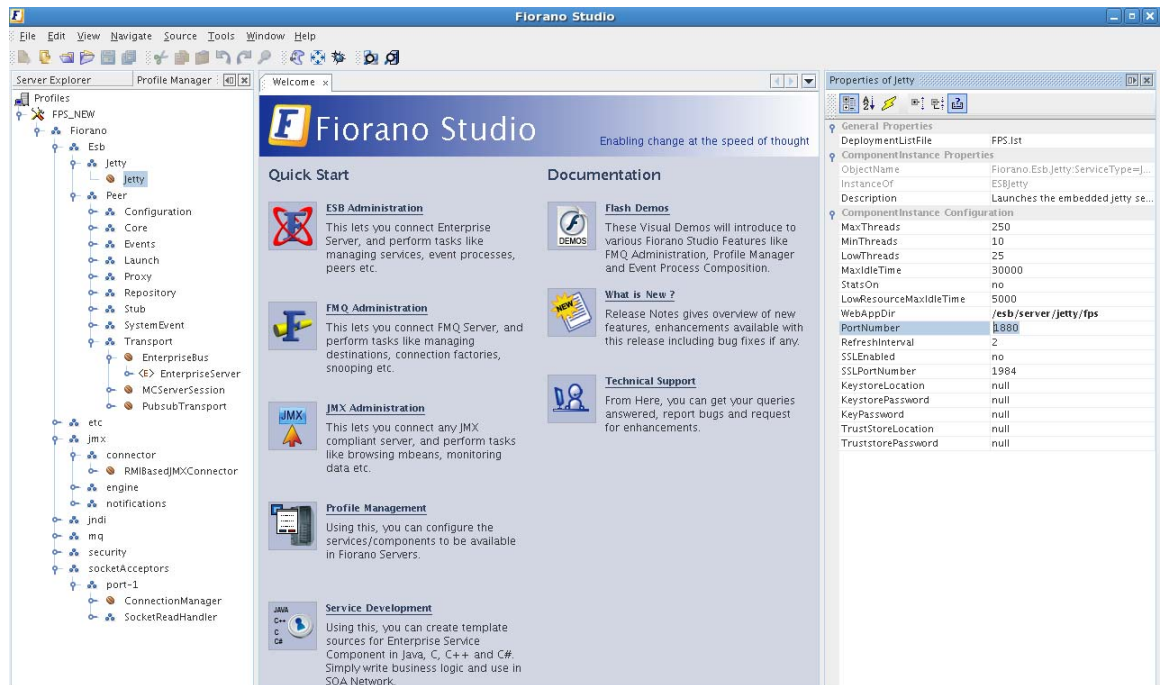 Fiorano Studio
File Edit View Navigate Source Tools Window Help
Server Explorer Profile Manager
Profiles
FPS_NEW
Fiorano
Esb
Jetty
Jetty
Peer
Configuration
Core
Events
Launch
Proxy
Repository
Stub
SystemEvent
Transport
EnterpriseBus
<E> EnterpriseServer
MCServerSession
PubsubTransport
etc
jmx
connector
RMIBasedJMXConnector
engine
notifications
jndi
mq
security
socketAcceptors
port-1
ConnectionManager
SocketReadHandler
Welcome
Fiorano Studio
Enabling change at the speed of thought
Quick Start
ESB Administration
This lets you connect Enterprise
Server, and perform tasks like
managing services, event processes,
peers etc.
FMQ Administration
This lets you connect FMQ Server, and
perform tasks like managing
destinations, connection factories,
snooping etc.
JMX
JMX Administration
This lets you connect any JMX
compliant server, and perform tasks
like browsing mbeans, monitoring
data etc.
Profile Management
Using this, you can configure the
services/components to be available
in Fiorano Servers.
JAVA
C++
C
C#
Service Development
Using this, you can create template
sources for Enterprise Service
Component in Java, C, C++ and C#.
Simply write business logic and use in
SOA Network.
Documentation
DEMOS
Flash Demos
These Visual Demos will introduce to
various Fiorano Studio Features like
FMQ Administration, Profile Manager
and Event Process Composition.
NEW
What is New ?
Release Notes gives overview of new
features, enhancements available with
this release including bug fixes if any.
Technical Support
From Here, you can get your queries
answered, report bugs and request
for enhancements.
Properties of Jetty
General Properties
DeploymentListFile FPS.lst
ComponentInstance Properties
ObjectName Fiorano.Esb.Jetty:ServiceType=J...
InstanceOf ESBJetty
Description Launches the embedded jetty se...
ComponentInstance Configuration
MaxThreads 250
MinThreads 10
LowThreads 25
MaxIdleTime 30000
StatsOn no
LowResourceMaxIdleTime 5000
WebAppDir /esb/server/jetty/fps
PortNumber 1880
RefreshInterval 2
SSLEnabled no
SSLPortNumber 1984
KeystoreLocation null
KeystorePassword null
KeyPassword null
TrustStoreLocation null
TruststorePassword null